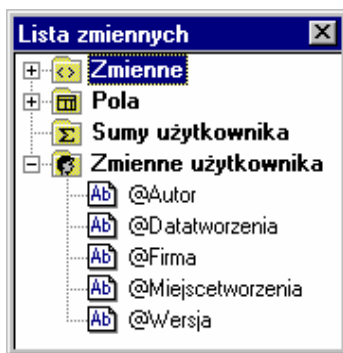 Lista zmiennych
Zmienne
Pola
Sumy użytkownika
Zmienne użytkownika
Ab @Autor
Ab @Datatworzenia
Ab @Firma
Ab @Miejscetworzenia
Ab @Wersja